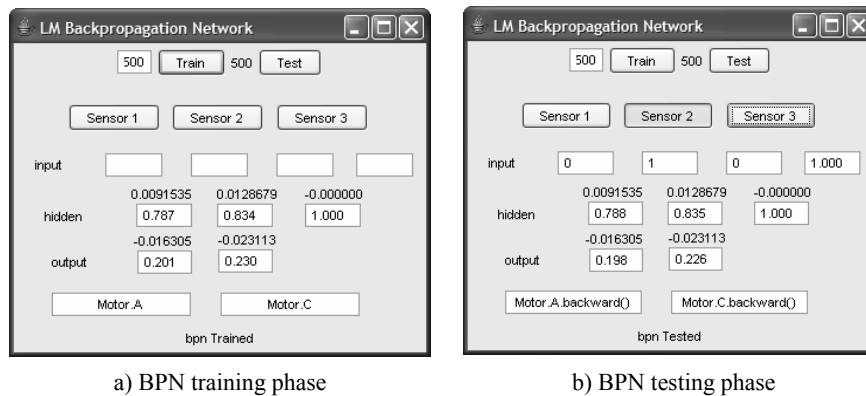 LM Backpropagation Network
500 Train 500 Test
Sensor 1 Sensor 2 Sensor 3
input
0.0091535 0.0128679 -0.000000
hidden 0.787 0.834 1.000
-0.016305 -0.023113
output 0.201 0.230
Motor.A Motor.C
bpn Trained
a) BPN training phase
LM Backpropagation Network
500 Train 500 Test
Sensor 1 Sensor 2 Sensor 3
input 0 1 0 1.000
0.0091535 0.0128679 -0.000000
hidden 0.788 0.835 1.000
-0.016305 -0.023113
output 0.198 0.226
Motor.A.backward() Motor.C.backward()
bpn Tested
b) BPN testing phase